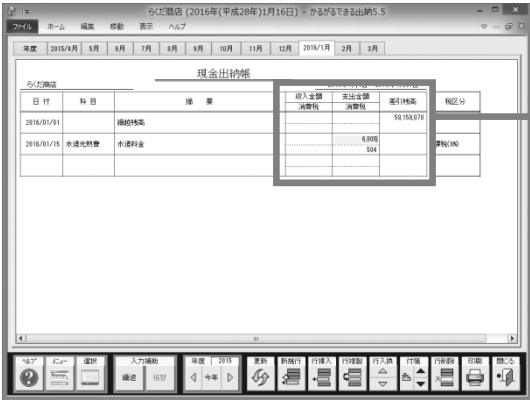 らくだ商店 (2016年(平成28年)1月16日) - かるがるできる出納5.5
ファイル ホーム 編集 移動 表示 ヘルプ
年度 2015/4月 5月 6月 7月 8月 9月 10月 11月 12月 2016/1月 2月 3月
現金出納帳
らくだ商店
日付 科目 摘要 収入金額 支出金額 差引残高 税区分
消費税 消費税
2016/01/01 繰越残高 58,158,070
2016/01/15 水道光熱費 水道料金 6,805
504
ヘルプ メニュー 選択 入力補助 年度 2015 更新 新規行 行挿入 行複製 行入換 付箋 行削除 印刷 閉じる
今年